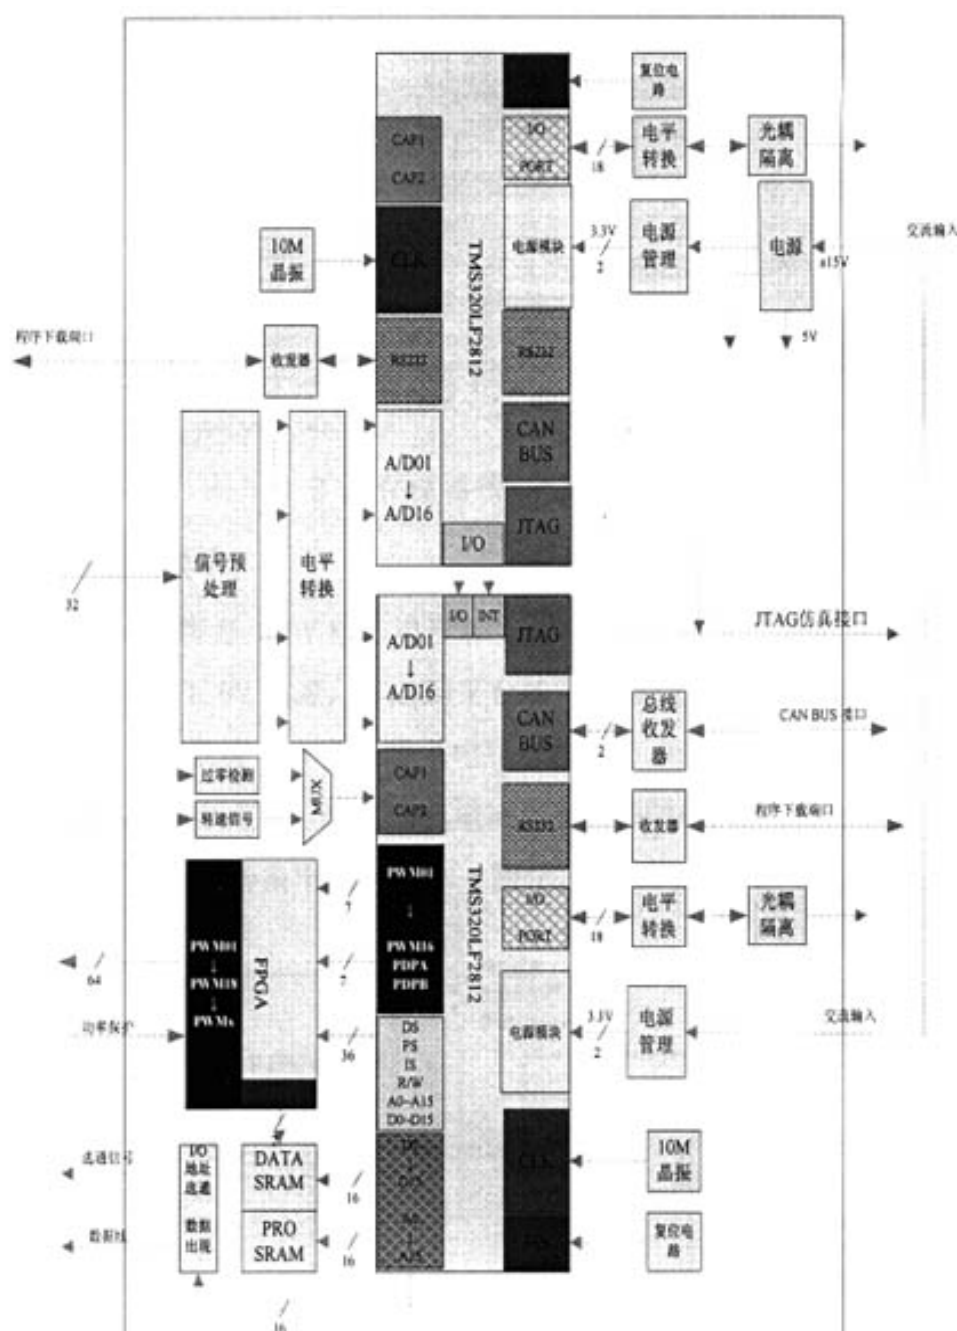 复位电
路
I/O
PORT
18
电平
转换
光耦
隔离
CAP1
CAP2
10M
晶振
CLK
TMS320LF2812
电源模块
3.3V
2
电源
管理
电源
±15V
交流输入
5V
程序下载端口
收发器
RS232
RS232
CAN
BUS
A/D01
↓
A/D16
I/O
JTAG
信号预
处理
电平
转换
32
I/O
INT
JTAG
JTAG仿真接口
A/D01
↓
A/D16
CAN
BUS
2
总线
收发
器
CAN BUS 接口
过零检测
转速信号
MUX
CAP1
CAP2
RS232
收发器
程序下载端口
TMS320LF2812
I/O
PORT
18
电平
转换
光耦
隔离
PWM01
↓
PWM16
PDPA
PDPB
PWM01
↓
PWM18
↓
FPGA
7
7
36
64
功率保护
DS
PS
IS
R/W
A0~A15
D0~D15
电源模块
3.3V
2
电源
管理
交流输入
I/O
地址
选通
数据
出现
选通信号
数据线
DATA
SRAM
16
PRO
SRAM
16
16
CLK
10M
晶振
复位电
路